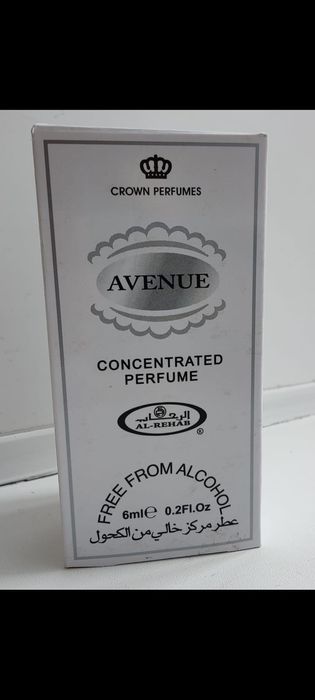 CROWN PERFUMES
AVENUE
CONCENTRATED
PERFUME
الرحاب
AL-REHAB
®
FREE FROM ALCOHOL
6ml℮ 0.2Fl.Oz
عطر مركز خالي من الكحول